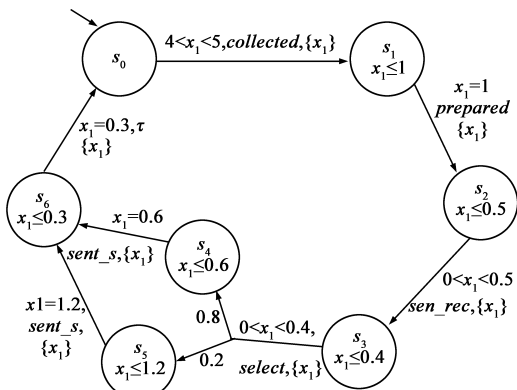 s₀
4<x₁<5,collected,{x₁}
s₁
x₁≤1
x₁=1
prepared
{x₁}
s₂
x₁≤0.5
0<x₁<0.5
sen_rec,{x₁}
s₃
x₁≤0.4
0<x₁<0.4,
select,{x₁}
0.8
0.2
s₄
x₁≤0.6
x₁=0.6
sent_s,{x₁}
s₅
x₁≤1.2
x1=1.2,
sent_s,
{x₁}
s₆
x₁≤0.3
x₁=0.3,τ
{x₁}